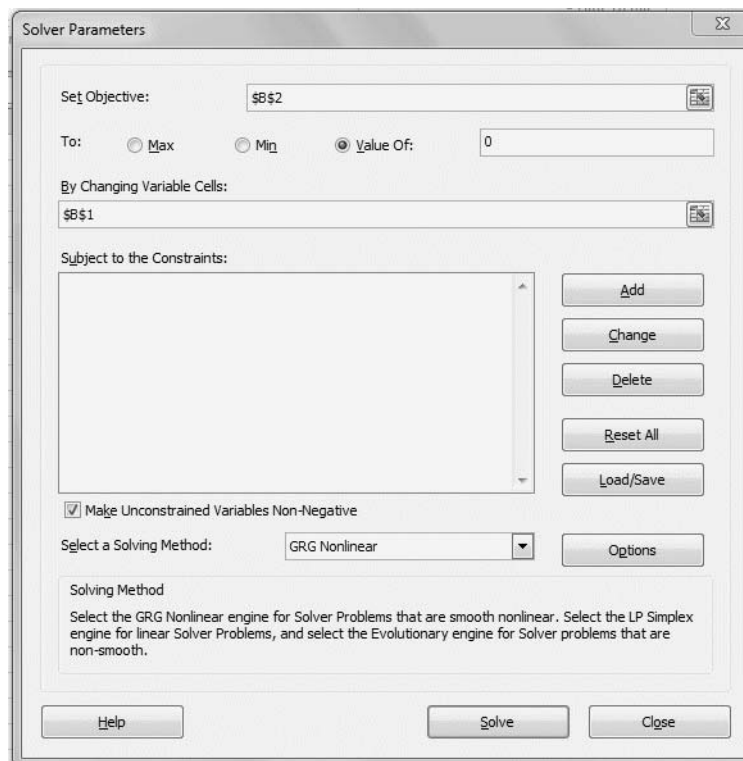 Solver Parameters
Set Objective: $B$2
To: Max Min Value Of: 0
By Changing Variable Cells:
$B$1
Subject to the Constraints:
Add
Change
Delete
Reset All
Load/Save
Make Unconstrained Variables Non-Negative
Select a Solving Method: GRG Nonlinear Options
Solving Method
Select the GRG Nonlinear engine for Solver Problems that are smooth nonlinear. Select the LP Simplex
engine for linear Solver Problems, and select the Evolutionary engine for Solver problems that are
non-smooth.
Help Solve Close